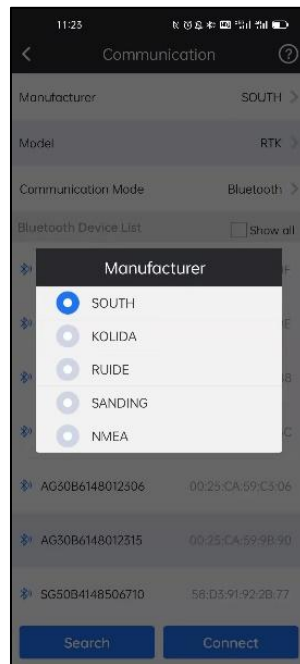 11:23
Communication
Manufacturer SOUTH
Model RTK
Communication Mode Bluetooth
Bluetooth Device List Show all
Manufacturer
SOUTH
KOLIDA
RUIDE
SANDING
NMEA
AG30B6148012306 00:25:CA:59:C3:06
AG30B6148012315 00:25:CA:59:9B:90
SG50B4148506710 58:D3:91:92:2B:77
Search Connect